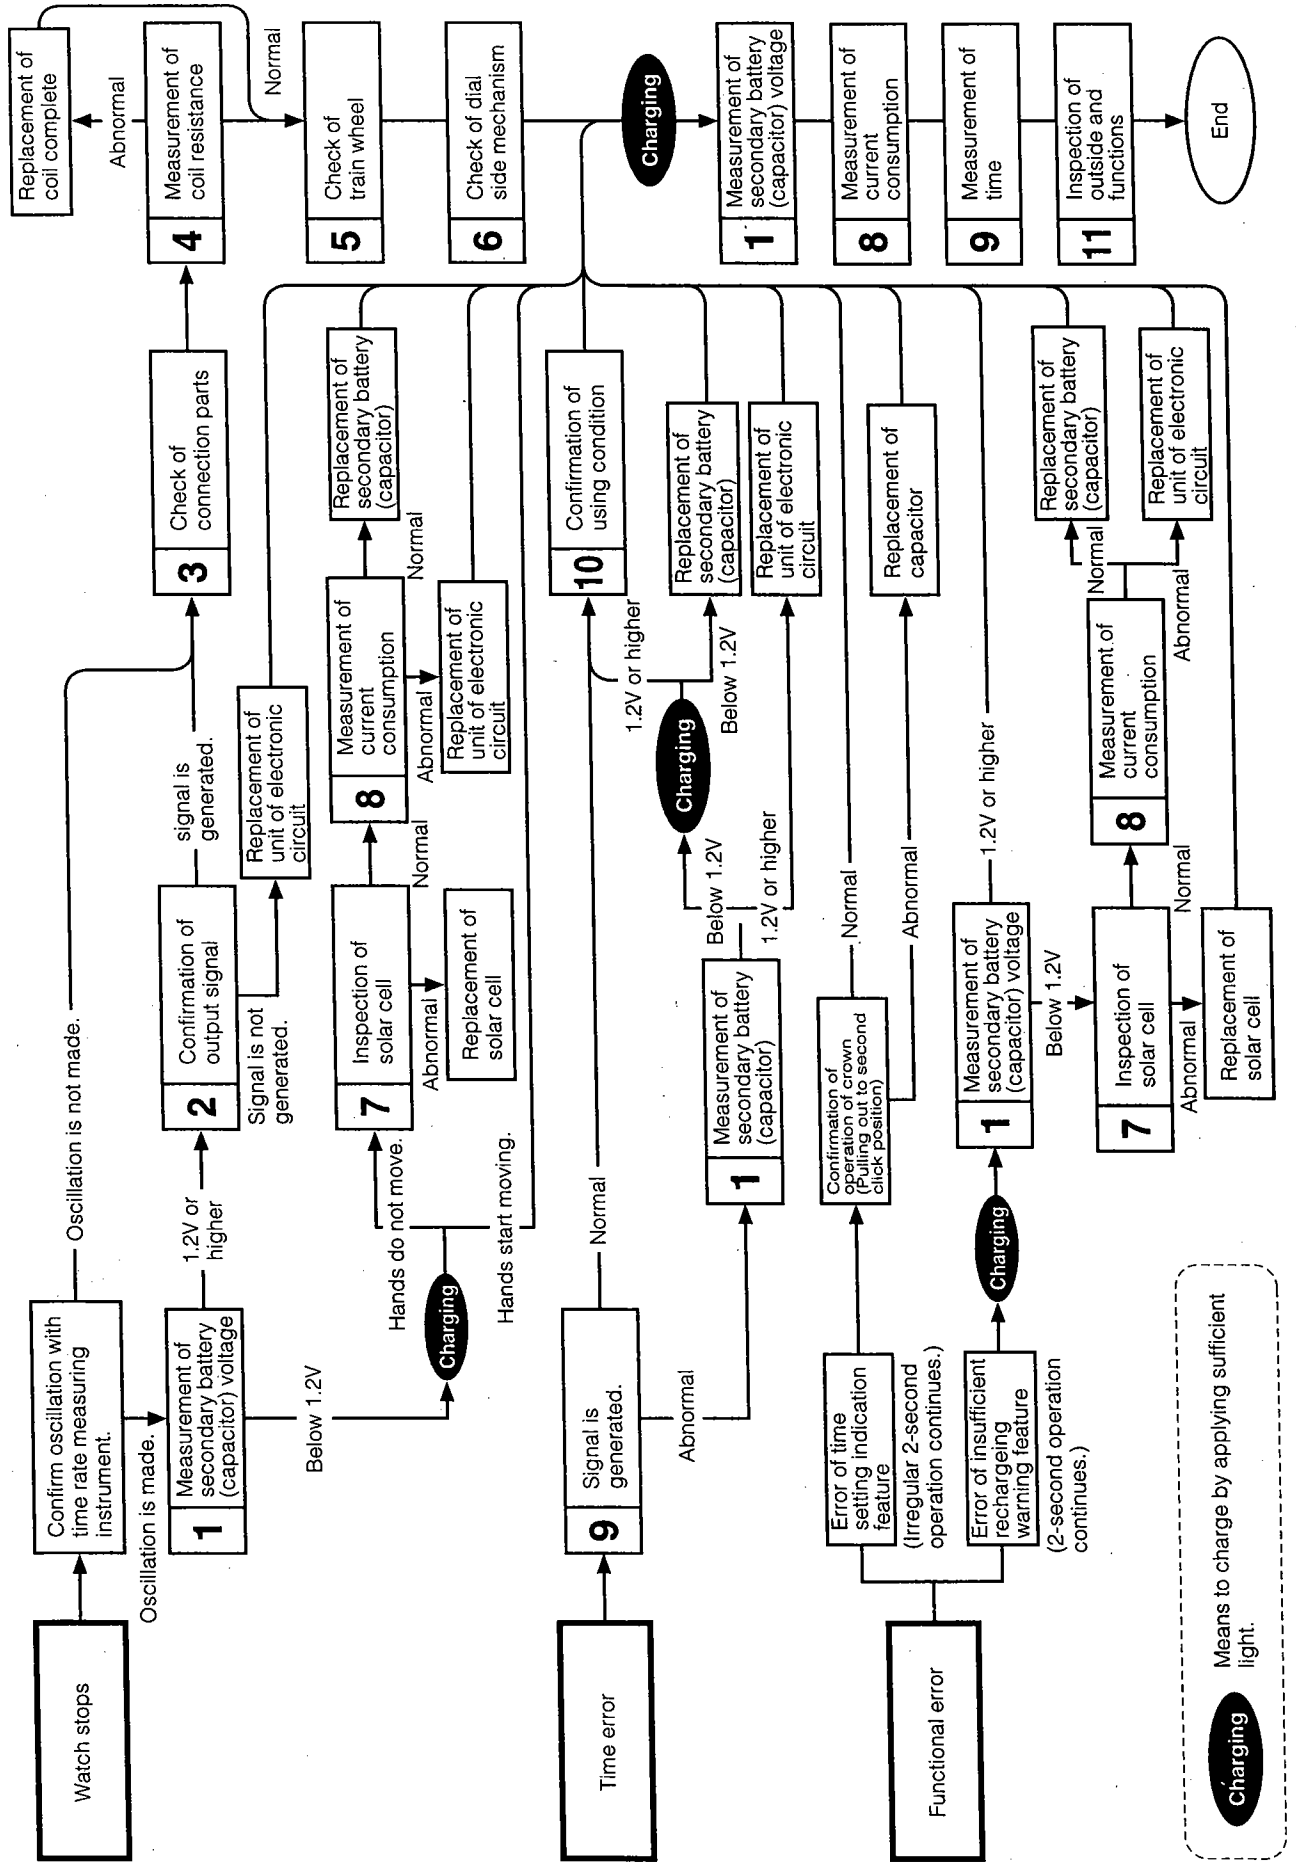 Watch stops
Confirm oscillation with
time rate measuring
instrument.
Oscillation is not made.
Oscillation is made.
1
Measurement of
secondary battery
(capacitor) voltage
1.2V or
higher
Below 1.2V
2
Confirmation of
output signal
signal is
generated.
Signal is not
generated.
Replacement of
unit of electronic
circuit
3
Check of
connection parts
4
Measurement of
coil resistance
Abnormal
Replacement of
coil complete
Normal
5
Check of
train wheel
6
Check of dial
side mechanism
Charging
Hands do not move.
Hands start moving.
7
Inspection of
solar cell
Normal
Abnormal
Replacement of
solar cell
8
Measurement of
current
consumption
Normal
Abnormal
Replacement of
secondary battery
(capacitor)
Replacement of
unit of electronic
circuit
Time error
9
Signal is
generated.
Normal
Abnormal
1
Measurement of
secondary battery
(capacitor)
Below 1.2V
1.2V or higher
Below 1.2V
Charging
1.2V or higher
Below 1.2V
10
Confirmation of
using condition
Replacement of
secondary battery
(capacitor)
1.2V or higher
Replacement of
unit of electronic
circuit
Functional error
Error of time
setting indication
feature
(Irregular 2-second
operation continues.)
Confirmation of
operation of crown
(Pulling out to second
click position)
Normal
Abnormal
Replacement of
capacitor
Error of insufficient
rechargeing
warning feature
(2-second operation
continues.)
Charging
1
Measurement of
secondary battery
(capacitor) voltage
1.2V or higher
Below 1.2V
7
Inspection of
solar cell
Normal
Abnormal
Replacement of
solar cell
8
Measurement of
current
consumption
Normal
Abnormal
Replacement of
secondary battery
(capacitor)
Replacement of
unit of electronic
circuit
Charging
1
Measurement of
secondary battery
(capacitor) voltage
8
Measurement of
current
consumption
9
Measurement of
time
11
Inspection of
outside and
functions
End
Charging
Means to charge by applying sufficient
light.